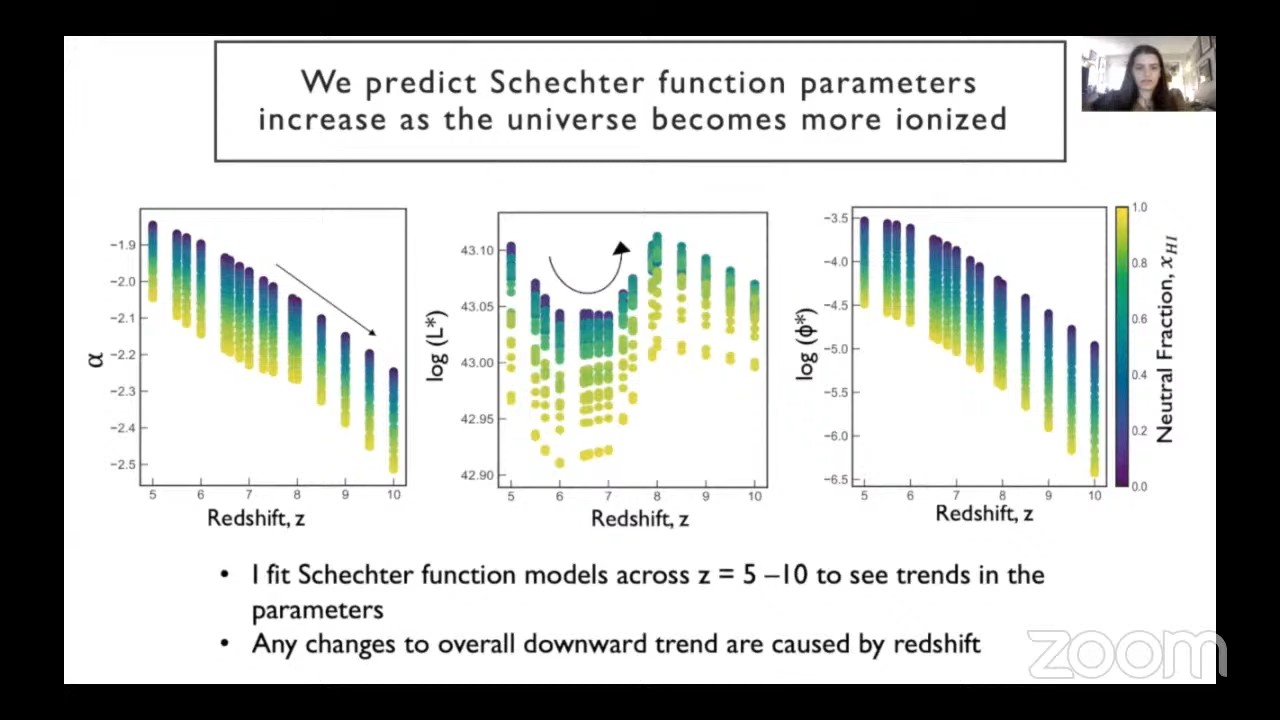 We predict Schechter function parameters
increase as the universe becomes more ionized
−1.9
−2.0
−2.1
−2.2
−2.3
−2.4
−2.5
α
5 6 7 8 9 10
Redshift, z
43.10
43.05
43.00
42.95
42.90
log (L*)
5 6 7 8 9 10
Redshift, z
−3.5
−4.0
−4.5
−5.0
−5.5
−6.0
−6.5
log (ϕ*)
5 6 7 8 9 10
Redshift, z
1.0
0.8
0.6
0.4
0.2
0.0
Neutral Fraction, x_HI
• I fit Schechter function models across z = 5 –10 to see trends in the
parameters
• Any changes to overall downward trend are caused by redshift
zoom